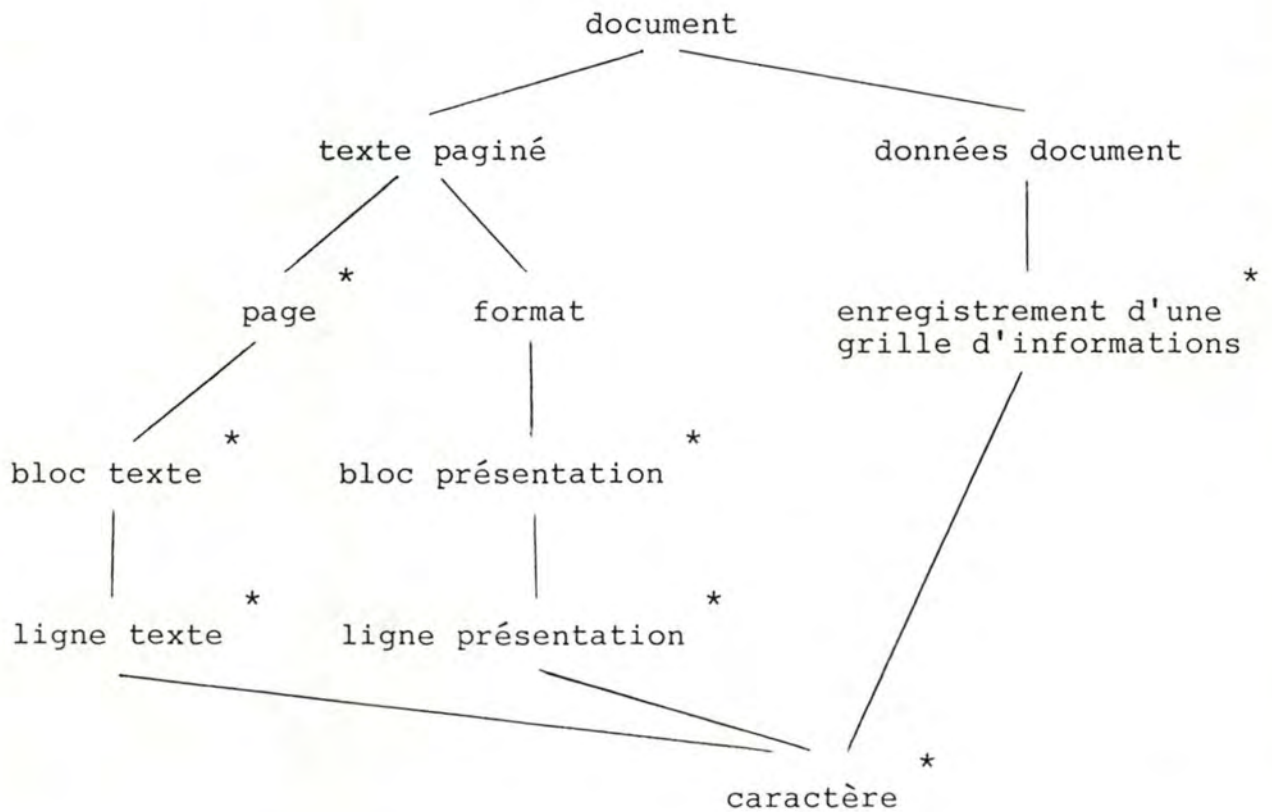 document
texte paginé données document
*
page format
*
enregistrement d'une
grille d'informations
*
bloc texte
*
bloc présentation
*
ligne texte
*
ligne présentation
*
caractère